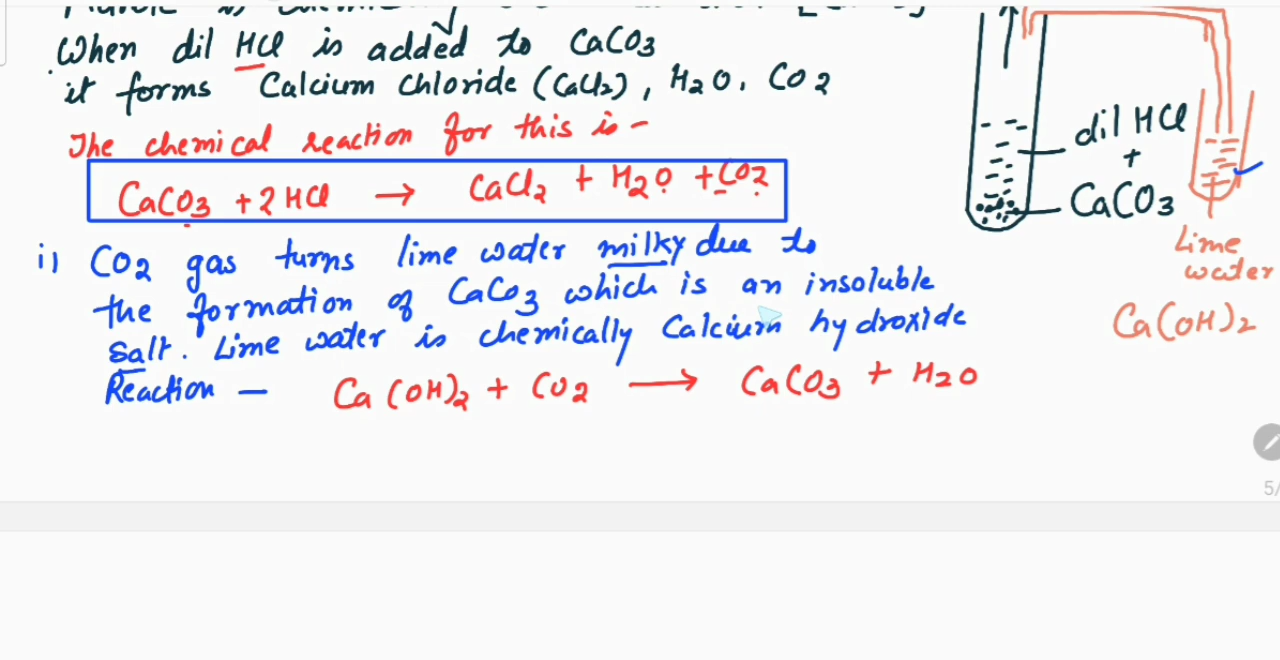 When dil HCl is added to CaCO3
it forms Calcium Chloride (CaCl2), H2O, CO2
The chemical reaction for this is -
CaCO3 + 2 HCl → CaCl2 + H2O + CO2
i) CO2 gas turns lime water milky due to
the formation of CaCO3 which is an insoluble
Salt. Lime water is chemically Calcium hydroxide
Reaction — Ca(OH)2 + CO2 ⟶ CaCO3 + H2O
dil HCl
+
CaCO3
Lime
water
Ca(OH)2
5/